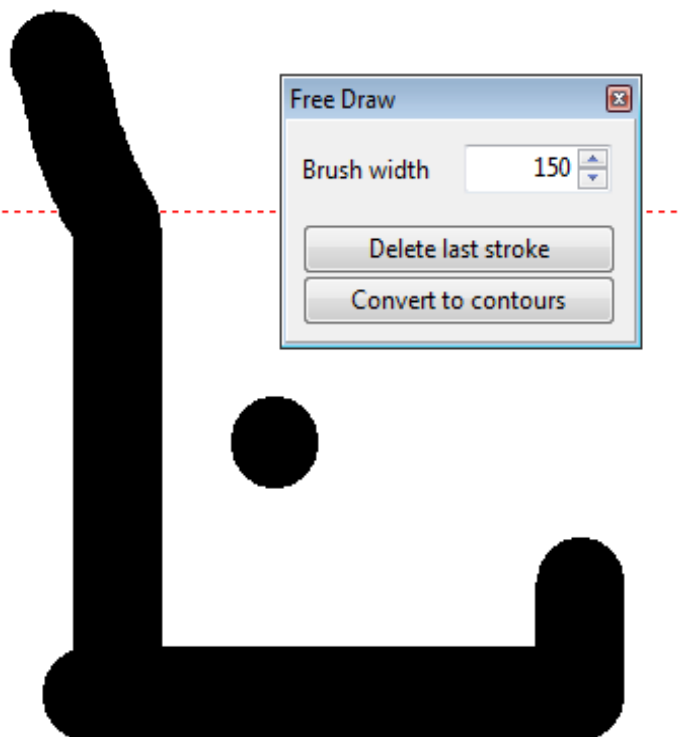 Free Draw
Brush width 150
Delete last stroke
Convert to contours